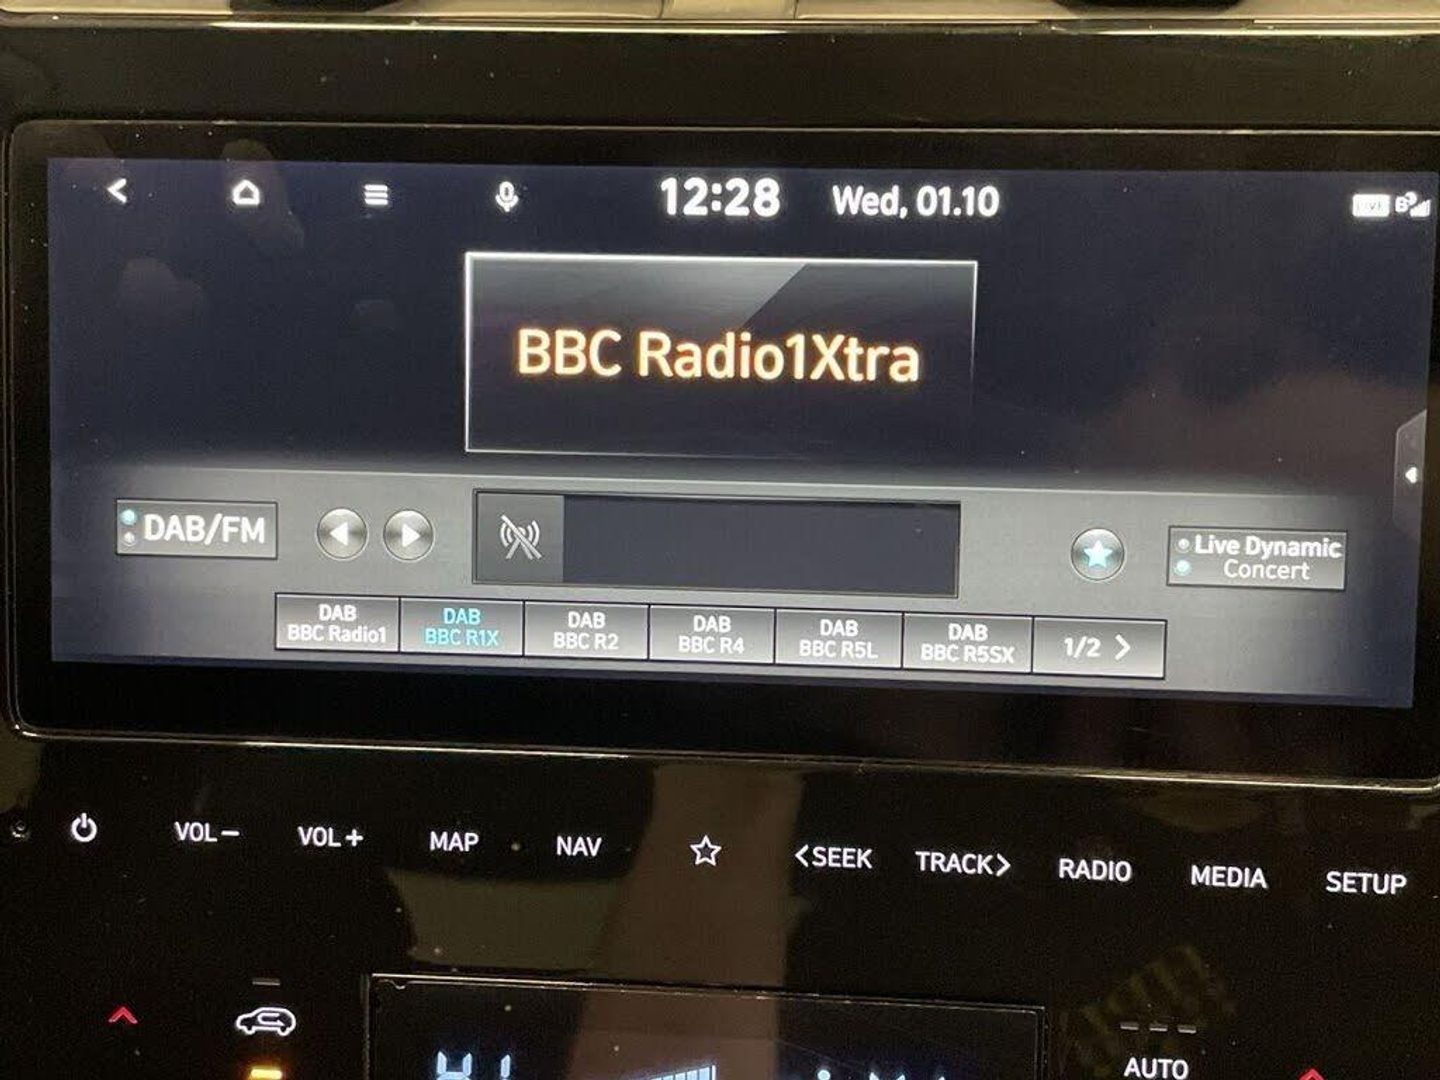 12:28 Wed, 01.10
BBC Radio1Xtra
DAB/FM
Live Dynamic
Concert
DAB
BBC Radio1
DAB
BBC R1X
DAB
BBC R2
DAB
BBC R4
DAB
BBC R5L
DAB
BBC R5SX
1/2 >
VOL− VOL+ MAP NAV <SEEK TRACK> RADIO MEDIA SETUP
AUTO